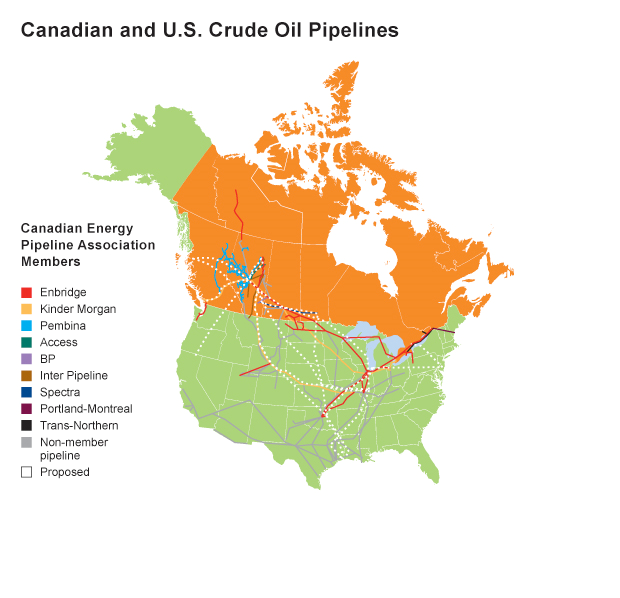 Canadian and U.S. Crude Oil Pipelines
Canadian Energy
Pipeline Association
Members
Enbridge
Kinder Morgan
Pembina
Access
BP
Inter Pipeline
Spectra
Portland-Montreal
Trans-Northern
Non-member
pipeline
Proposed